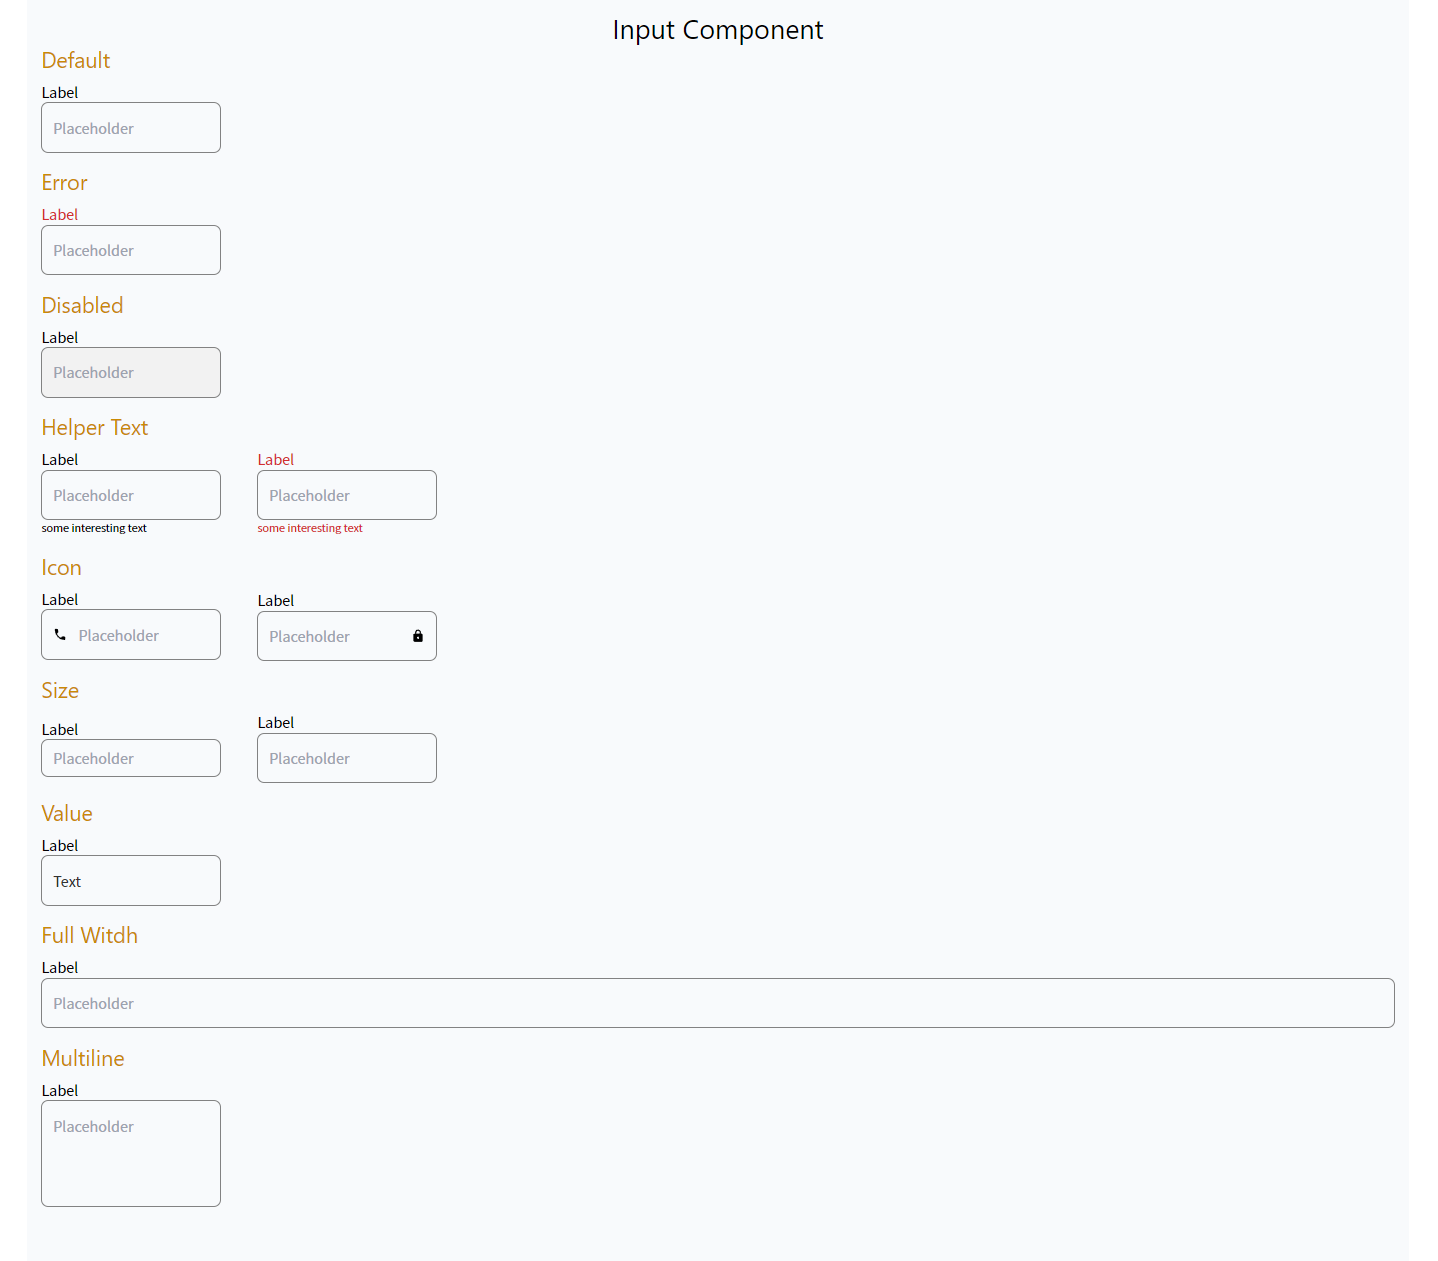 Input Component
Default
Label
Placeholder
Error
Label
Placeholder
Disabled
Label
Placeholder
Helper Text
Label
Placeholder
some interesting text
Label
Placeholder
some interesting text
Icon
Label
Placeholder
Label
Placeholder
Size
Label
Placeholder
Label
Placeholder
Value
Label
Text
Full Witdh
Label
Placeholder
Multiline
Label
Placeholder